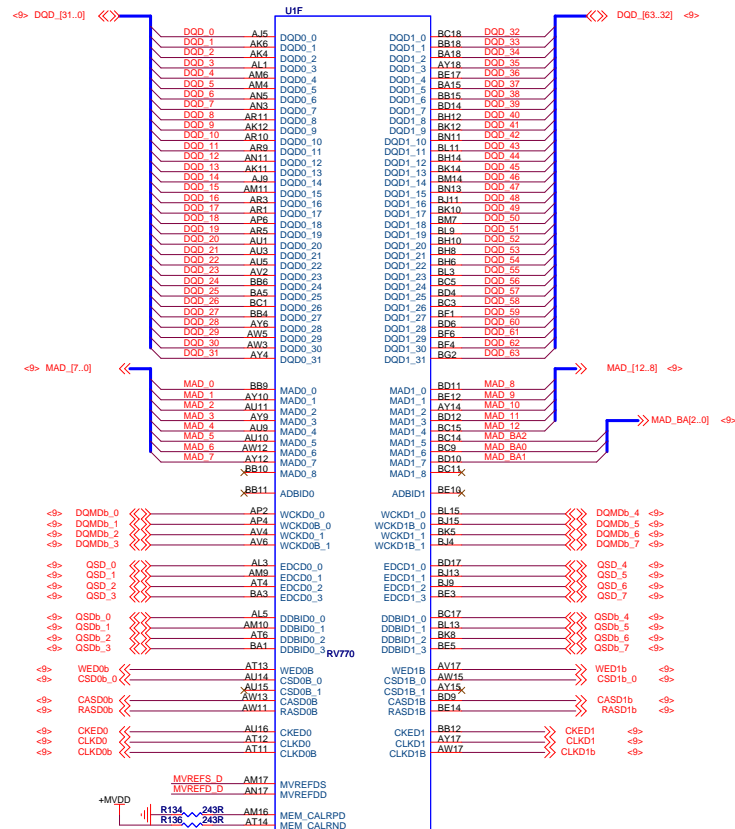 U1F
<9> DQD_[31..0] DQD_[63..32] <9>
DQD_0 AJ5 DQD0_0 DQD1_0 BC18 DQD_32
DQD_1 AK6 DQD0_1 DQD1_1 BB18 DQD_33
DQD_2 AK4 DQD0_2 DQD1_2 BA18 DQD_34
DQD_3 AL1 DQD0_3 DQD1_3 AY18 DQD_35
DQD_4 AM6 DQD0_4 DQD1_4 BE17 DQD_36
DQD_5 AM4 DQD0_5 DQD1_5 BA15 DQD_37
DQD_6 AN5 DQD0_6 DQD1_6 BB15 DQD_38
DQD_7 AN3 DQD0_7 DQD1_7 BD14 DQD_39
DQD_8 AR11 DQD0_8 DQD1_8 BH12 DQD_40
DQD_9 AK12 DQD0_9 DQD1_9 BK12 DQD_41
DQD_10 AR10 DQD0_10 DQD1_10 BN11 DQD_42
DQD_11 AR9 DQD0_11 DQD1_11 BL11 DQD_43
DQD_12 AN11 DQD0_12 DQD1_12 BH14 DQD_44
DQD_13 AK11 DQD0_13 DQD1_13 BK14 DQD_45
DQD_14 AJ9 DQD0_14 DQD1_14 BM14 DQD_46
DQD_15 AM11 DQD0_15 DQD1_15 BN13 DQD_47
DQD_16 AR3 DQD0_16 DQD1_16 BJ11 DQD_48
DQD_17 AR1 DQD0_17 DQD1_17 BK10 DQD_49
DQD_18 AP6 DQD0_18 DQD1_18 BM7 DQD_50
DQD_19 AR5 DQD0_19 DQD1_19 BL9 DQD_51
DQD_20 AU1 DQD0_20 DQD1_20 BH10 DQD_52
DQD_21 AU3 DQD0_21 DQD1_21 BH8 DQD_53
DQD_22 AU5 DQD0_22 DQD1_22 BH6 DQD_54
DQD_23 AV2 DQD0_23 DQD1_23 BL3 DQD_55
DQD_24 BB6 DQD0_24 DQD1_24 BC5 DQD_56
DQD_25 BA5 DQD0_25 DQD1_25 BD4 DQD_57
DQD_26 BC1 DQD0_26 DQD1_26 BC3 DQD_58
DQD_27 BB4 DQD0_27 DQD1_27 BF1 DQD_59
DQD_28 AY6 DQD0_28 DQD1_28 BD6 DQD_60
DQD_29 AW5 DQD0_29 DQD1_29 BF6 DQD_61
DQD_30 AW3 DQD0_30 DQD1_30 BF4 DQD_62
DQD_31 AY4 DQD0_31 DQD1_31 BG2 DQD_63
<9> MAD_[7..0] MAD_[12..8] <9>
MAD_0 BB9 MAD0_0 MAD1_0 BD11 MAD_8
MAD_1 AY10 MAD0_1 MAD1_1 BE12 MAD_9
MAD_2 AU11 MAD0_2 MAD1_2 AY14 MAD_10
MAD_3 AY9 MAD0_3 MAD1_3 BD12 MAD_11
MAD_4 AU9 MAD0_4 MAD1_4 BC15 MAD_12 MAD_BA[2..0] <9>
MAD_5 AU10 MAD0_5 MAD1_5 BC14 MAD_BA2
MAD_6 AW12 MAD0_6 MAD1_6 BC9 MAD_BA0
MAD_7 AY12 MAD0_7 MAD1_7 BD10 MAD_BA1
BB10 MAD0_8 MAD1_8 BC11
BB11 ADBID0 ADBID1 BE10
<9> DQMDb_0 AP2 WCKD0_0 WCKD1_0 BL15 DQMDb_4 <9>
<9> DQMDb_1 AP4 WCKD0B_0 WCKD1B_0 BJ15 DQMDb_5 <9>
<9> DQMDb_2 AV4 WCKD0_1 WCKD1_1 BK5 DQMDb_6 <9>
<9> DQMDb_3 AV6 WCKD0B_1 WCKD1B_1 BJ4 DQMDb_7 <9>
<9> QSD_0 AL3 EDCD0_0 EDCD1_0 BD17 QSD_4 <9>
<9> QSD_1 AM9 EDCD0_1 EDCD1_1 BJ13 QSD_5 <9>
<9> QSD_2 AT4 EDCD0_2 EDCD1_2 BJ9 QSD_6 <9>
<9> QSD_3 BA3 EDCD0_3 EDCD1_3 BE3 QSD_7 <9>
<9> QSDb_0 AL5 DDBID0_0 DDBID1_0 BC17 QSDb_4 <9>
<9> QSDb_1 AM10 DDBID0_1 DDBID1_1 BL13 QSDb_5 <9>
<9> QSDb_2 AT6 DDBID0_2 DDBID1_2 BK8 QSDb_6 <9>
<9> QSDb_3 BA1 DDBID0_3 DDBID1_3 BE5 QSDb_7 <9>
RV770
<9> WED0b AT13 WED0B WED1B AV17 WED1b <9>
<9> CSD0b_0 AU14 CSD0B_0 CSD1B_0 AW15 CSD1b_0 <9>
AU15 CSD0B_1 CSD1B_1 AY15
<9> CASD0b AW13 CASD0B CASD1B BD9 CASD1b <9>
<9> RASD0b AW11 RASD0B RASD1B BE14 RASD1b <9>
<9> CKED0 AU16 CKED0 CKED1 BB12 CKED1 <9>
<9> CLKD0 AT12 CLKD0 CLKD1 AY17 CLKD1 <9>
<9> CLKD0b AT11 CLKD0B CLKD1B AW17 CLKD1b <9>
MVREFS_D AM17 MVREFDS
MVREFD_D AN17 MVREFDD
+MVDD
R134 243R AM16 MEM_CALRPD
R136 243R AT14 MEM_CALRND